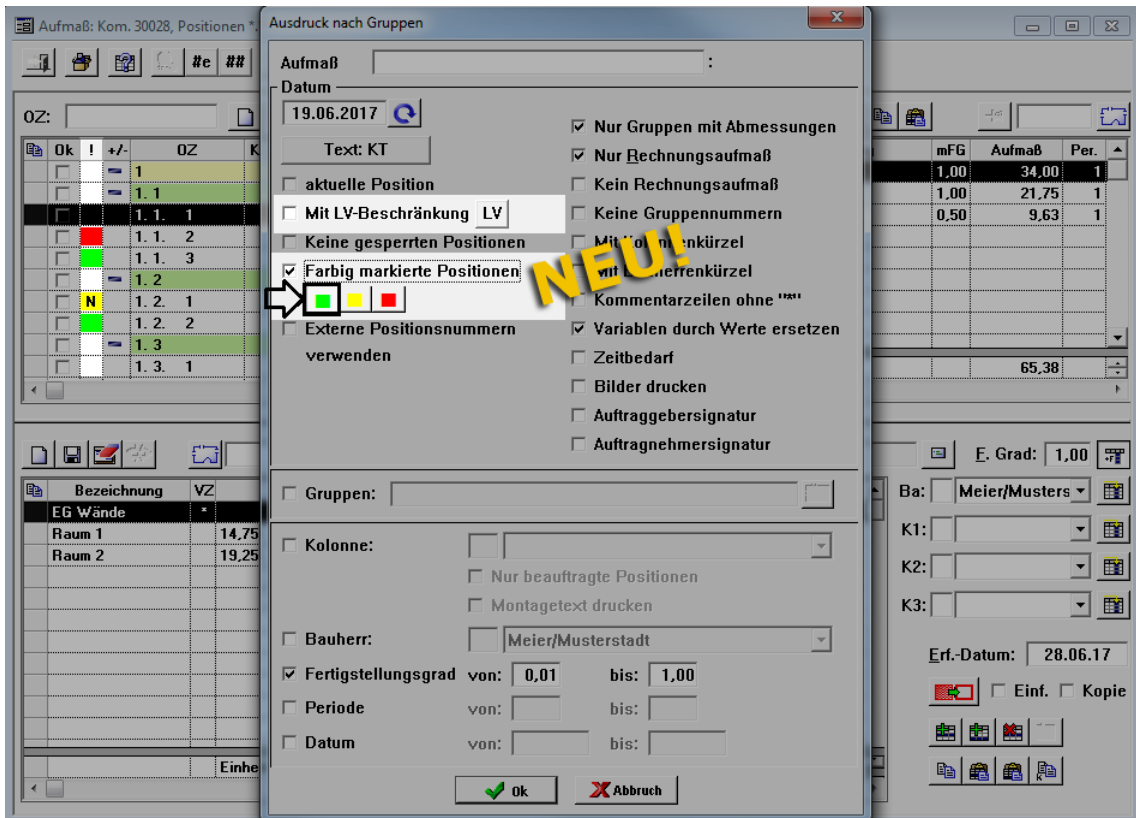 Aufmaß: Kom. 30028, Positionen *.
Ausdruck nach Gruppen
#e ##
OZ:
Ok ! +/- OZ K
1
1. 1
1. 1. 1
1. 1. 2
1. 1. 3
1. 2
N 1. 2. 1
1. 2. 2
1. 3
1. 3. 1
Aufmaß :
Datum
19.06.2017
Text: KT
aktuelle Position
Mit LV-Beschränkung LV
Keine gesperrten Positionen
Farbig markierte Positionen
Externe Positionsnummern
verwenden
Nur Gruppen mit Abmessungen
Nur Rechnungsaufmaß
Kein Rechnungsaufmaß
Keine Gruppennummern
NEU!
Kommentarzeilen ohne "*"
Variablen durch Werte ersetzen
Zeitbedarf
Bilder drucken
Auftraggebersignatur
Auftragnehmersignatur
mFG Aufmaß Per.
1,00 34,00 1
1,00 21,75 1
0,50 9,63 1
65,38
Bezeichnung VZ
EG Wände *
Raum 1 14,75
Raum 2 19,25
Einhe
Gruppen:
Kolonne:
Nur beauftragte Positionen
Montagetext drucken
Bauherr: Meier/Musterstadt
Fertigstellungsgrad von: 0,01 bis: 1,00
Periode von: bis:
Datum von: bis:
Ok Abbruch
F. Grad: 1,00
Ba: Meier/Musters
K1:
K2:
K3:
Erf.-Datum: 28.06.17
Einf. Kopie